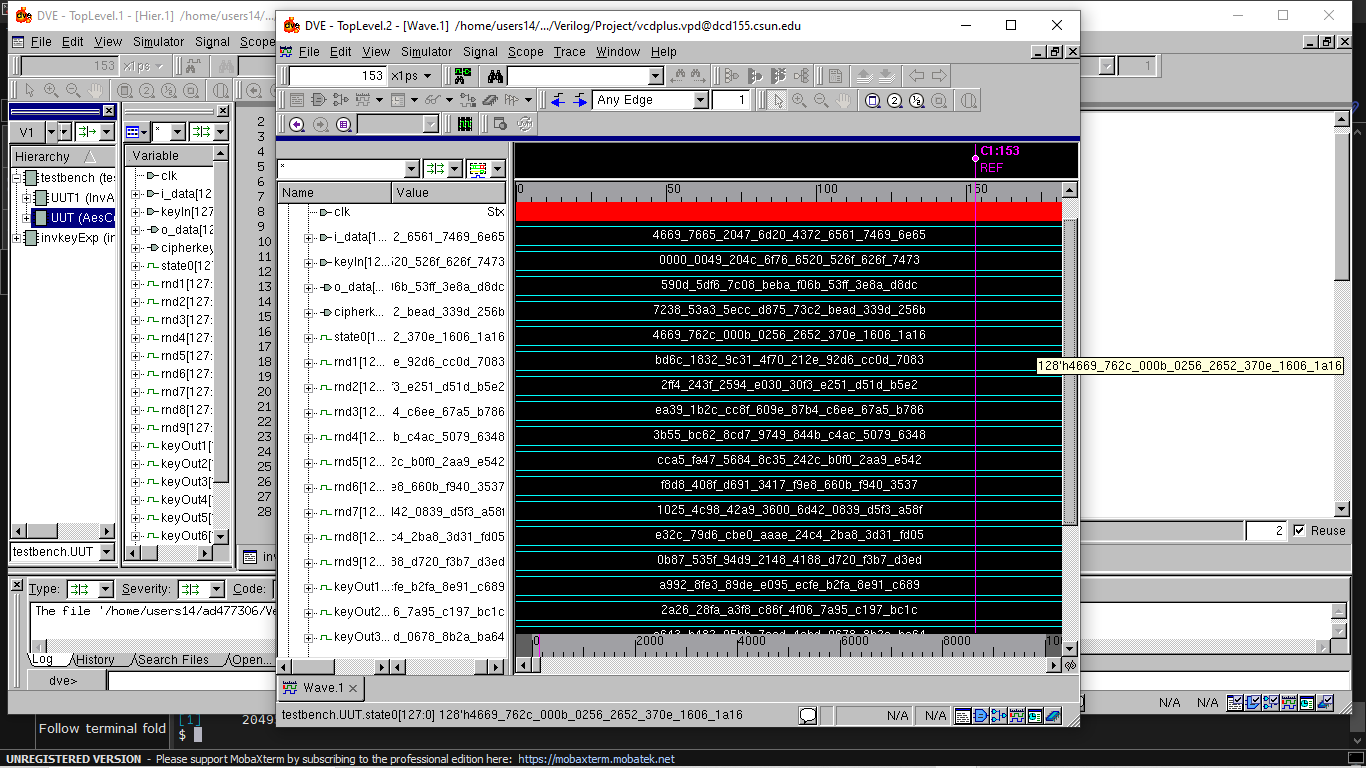 DVE - TopLevel.1 - [Hier.1] /home/users14/
DVE - TopLevel.2 - [Wave.1] /home/users14/.../Verilog/Project/vcdplus.vpd@dcd155.csun.edu
File Edit View Simulator Signal Scope
File Edit View Simulator Signal Scope Trace Window Help
153 x1ps
153 x1ps
1
Any Edge
1
V1
*
Hierarchy
Variable
testbench (tes
UUT1 (InvA
UUT (AesC
invkeyExp (in
clk
i_data[12
keyIn[127
o_data[12
cipherkey
state0[12
rnd1[127:
rnd2[127:
rnd3[127:
rnd4[127:
rnd5[127:
rnd6[127:
rnd7[127:
rnd8[127:
rnd9[127:
keyOut1[
keyOut2[
keyOut3[
keyOut4[
keyOut5[
keyOut6[
testbench.UUT
2
3
4
5
6
7
8
9
10
11
12
13
14
15
16
17
18
19
20
21
22
23
24
25
26
27
28
inv
C1:153
REF
*
Name Value
0 50 100 150
clk Stx
i_data[1... 2_6561_7469_6e65 4669_7665_2047_6d20_4372_6561_7469_6e65
keyIn[12... 520_526f_626f_7473 0000_0049_204c_6f76_6520_526f_626f_7473
o_data[... 06b_53ff_3e8a_d8dc 590d_5df6_7c08_beba_f06b_53ff_3e8a_d8dc
cipherk... 2_bead_339d_256b 7238_53a3_5ecc_d875_73c2_bead_339d_256b
state0[1... 2_370e_1606_1a16 4669_762c_000b_0256_2652_370e_1606_1a16
rnd1[12... e_92d6_cc0d_7083 bd6c_1832_9c31_4f70_212e_92d6_cc0d_7083
128'h4669_762c_000b_0256_2652_370e_1606_1a16
rnd2[12... f3_e251_d51d_b5e2 2ff4_243f_2594_e030_30f3_e251_d51d_b5e2
rnd3[12... 4_c6ee_67a5_b786 ea39_1b2c_cc8f_609e_87b4_c6ee_67a5_b786
rnd4[12... b_c4ac_5079_6348 3b55_bc62_8cd7_9749_844b_c4ac_5079_6348
rnd5[12... 2c_b0f0_2aa9_e542 cca5_fa47_5684_8c35_242c_b0f0_2aa9_e542
rnd6[12... e8_660b_f940_3537 f8d8_408f_d691_3417_f9e8_660b_f940_3537
rnd7[12... d42_0839_d5f3_a58f 1025_4c98_42a9_3600_6d42_0839_d5f3_a58f
rnd8[12... c4_2ba8_3d31_fd05 e32c_79d6_cbe0_aaae_24c4_2ba8_3d31_fd05
rnd9[12... 88_d720_f3b7_d3ed 0b87_535f_94d9_2148_4188_d720_f3b7_d3ed
keyOut1... fe_b2fa_8e91_c689 a992_8fe3_89de_e095_ecfe_b2fa_8e91_c689
keyOut2... 6_7a95_c197_bc1c 2a26_28fa_a3f8_c86f_4f06_7a95_c197_bc1c
keyOut3... d_0678_8b2a_ba64
0 2000 4000 6000 8000
Wave.1
testbench.UUT.state0[127:0] 128'h4669_762c_000b_0256_2652_370e_1606_1a16
N/A N/A
2 Reuse
Type: Severity: Code:
The file '/home/users14/ad477306/Ve
Log History Search Files Open...
dve>
N/A N/A
[1] 2049
Follow terminal fold
$
UNREGISTERED VERSION - Please support MobaXterm by subscribing to the professional edition here: https://mobaxterm.mobatek.net